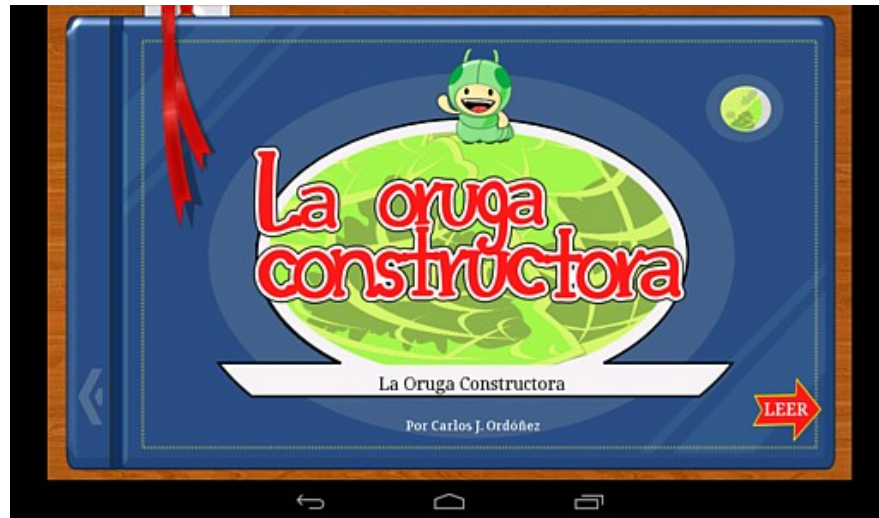 La oruga
constructora
La Oruga Constructora
Por Carlos J. Ordóñez
LEER